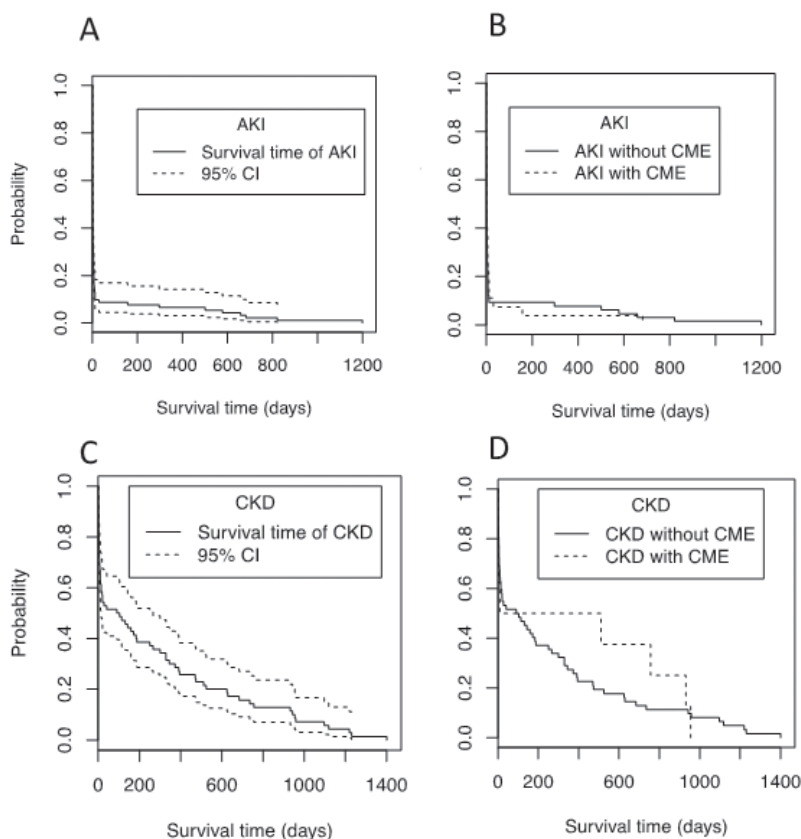 A
AKI
Survival time of AKI
95% CI
Probability
0.0 0.2 0.4 0.6 0.8 1.0
0 200 400 600 800 1200
Survival time (days)
B
AKI
AKI without CME
AKI with CME
0.0 0.2 0.4 0.6 0.8 1.0
0 200 400 600 800 1200
Survival time (days)
C
CKD
Survival time of CKD
95% CI
Probability
0.0 0.2 0.4 0.6 0.8 1.0
0 200 600 1000 1400
Survival time (days)
D
CKD
CKD without CME
CKD with CME
0.0 0.2 0.4 0.6 0.8 1.0
0 200 600 1000 1400
Survival time (days)